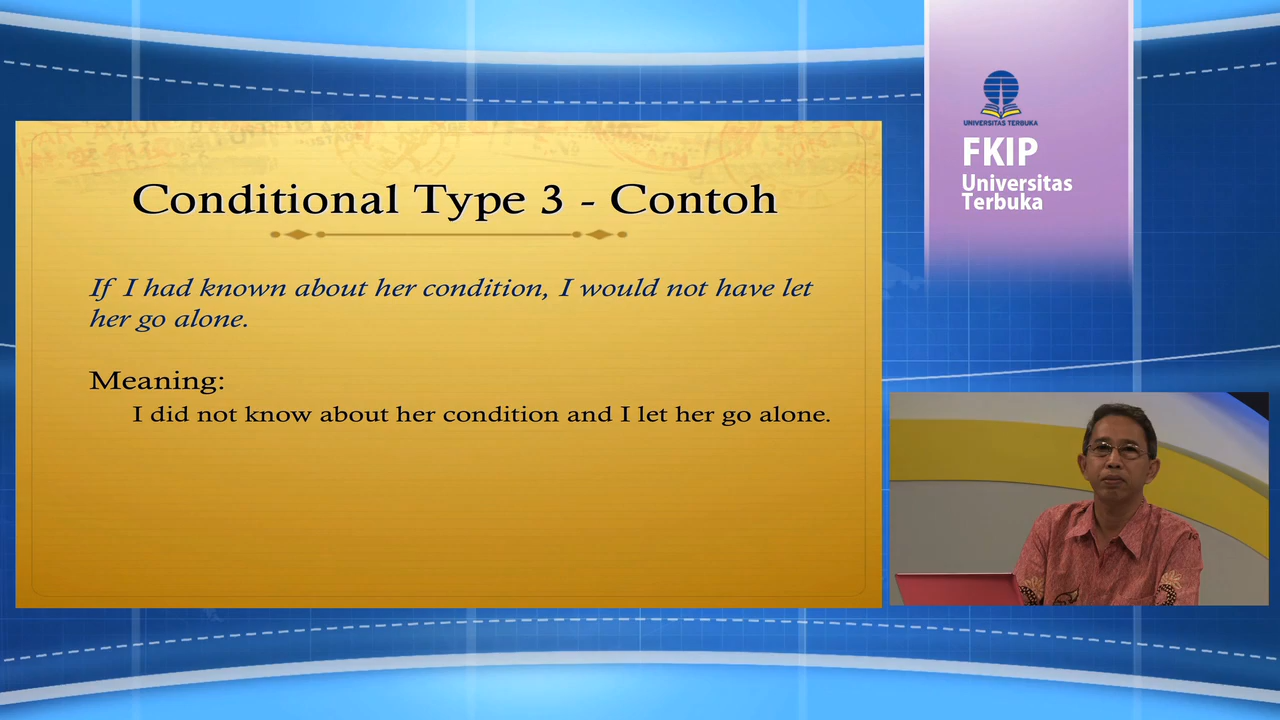 UNIVERSITAS TERBUKA
FKIP
Universitas
Terbuka
Conditional Type 3 - Contoh
If I had known about her condition, I would not have let
her go alone.
Meaning:
I did not know about her condition and I let her go alone.